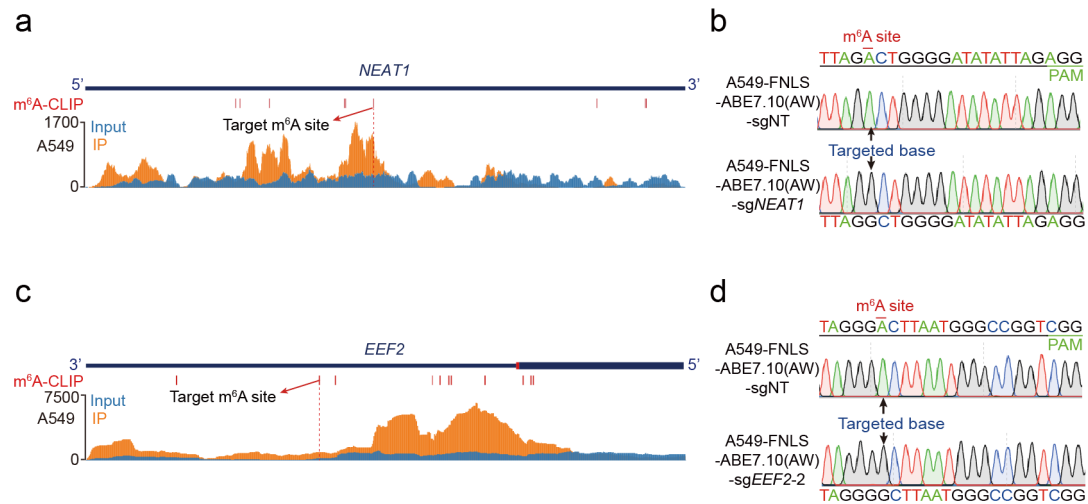 a
NEAT1
5’
3’
m⁶A-CLIP
Target m⁶A site
1700
A549
0
Input
IP
b
m⁶A site
TTAGACTGGGGATATATTAGAGG
PAM
A549-FNLS
-ABE7.10(AW)
-sgNT
Targeted base
A549-FNLS
-ABE7.10(AW)
-sgNEAT1
TTAGGCTGGGGATATATTAGAGG
c
EEF2
3’
5’
m⁶A-CLIP
Target m⁶A site
7500
A549
0
Input
IP
d
m⁶A site
TAGGGACTTAATGGGCCGGTCGG
PAM
A549-FNLS
-ABE7.10(AW)
-sgNT
Targeted base
A549-FNLS
-ABE7.10(AW)
-sgEEF2-2
TAGGGGCTTAATGGGCCGGTCGG